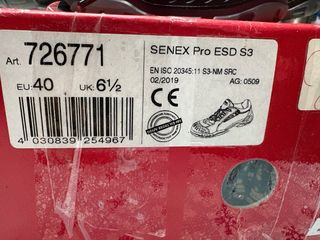 Art. 726771
EU: 40 UK: 6½
4 030839 254967
SENEX Pro ESD S3
EN ISO 20345:11 S3-NM SRC
02/2019 AG: 0509
CE